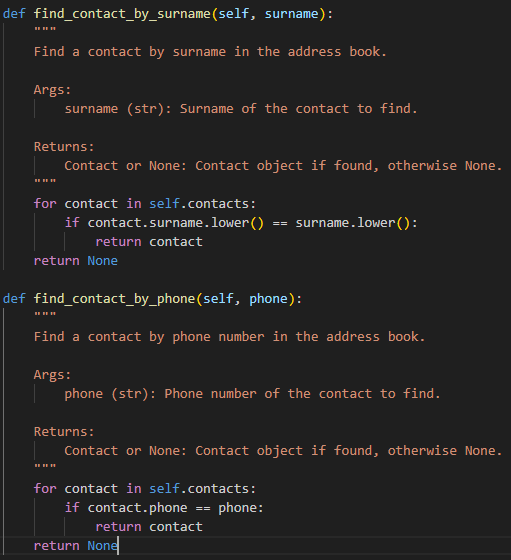 def find_contact_by_surname(self, surname):
    """
    Find a contact by surname in the address book.

    Args:
        surname (str): Surname of the contact to find.

    Returns:
        Contact or None: Contact object if found, otherwise None.
    """
    for contact in self.contacts:
        if contact.surname.lower() == surname.lower():
            return contact
    return None

def find_contact_by_phone(self, phone):
    """
    Find a contact by phone number in the address book.

    Args:
        phone (str): Phone number of the contact to find.

    Returns:
        Contact or None: Contact object if found, otherwise None.
    """
    for contact in self.contacts:
        if contact.phone == phone:
            return contact
    return None